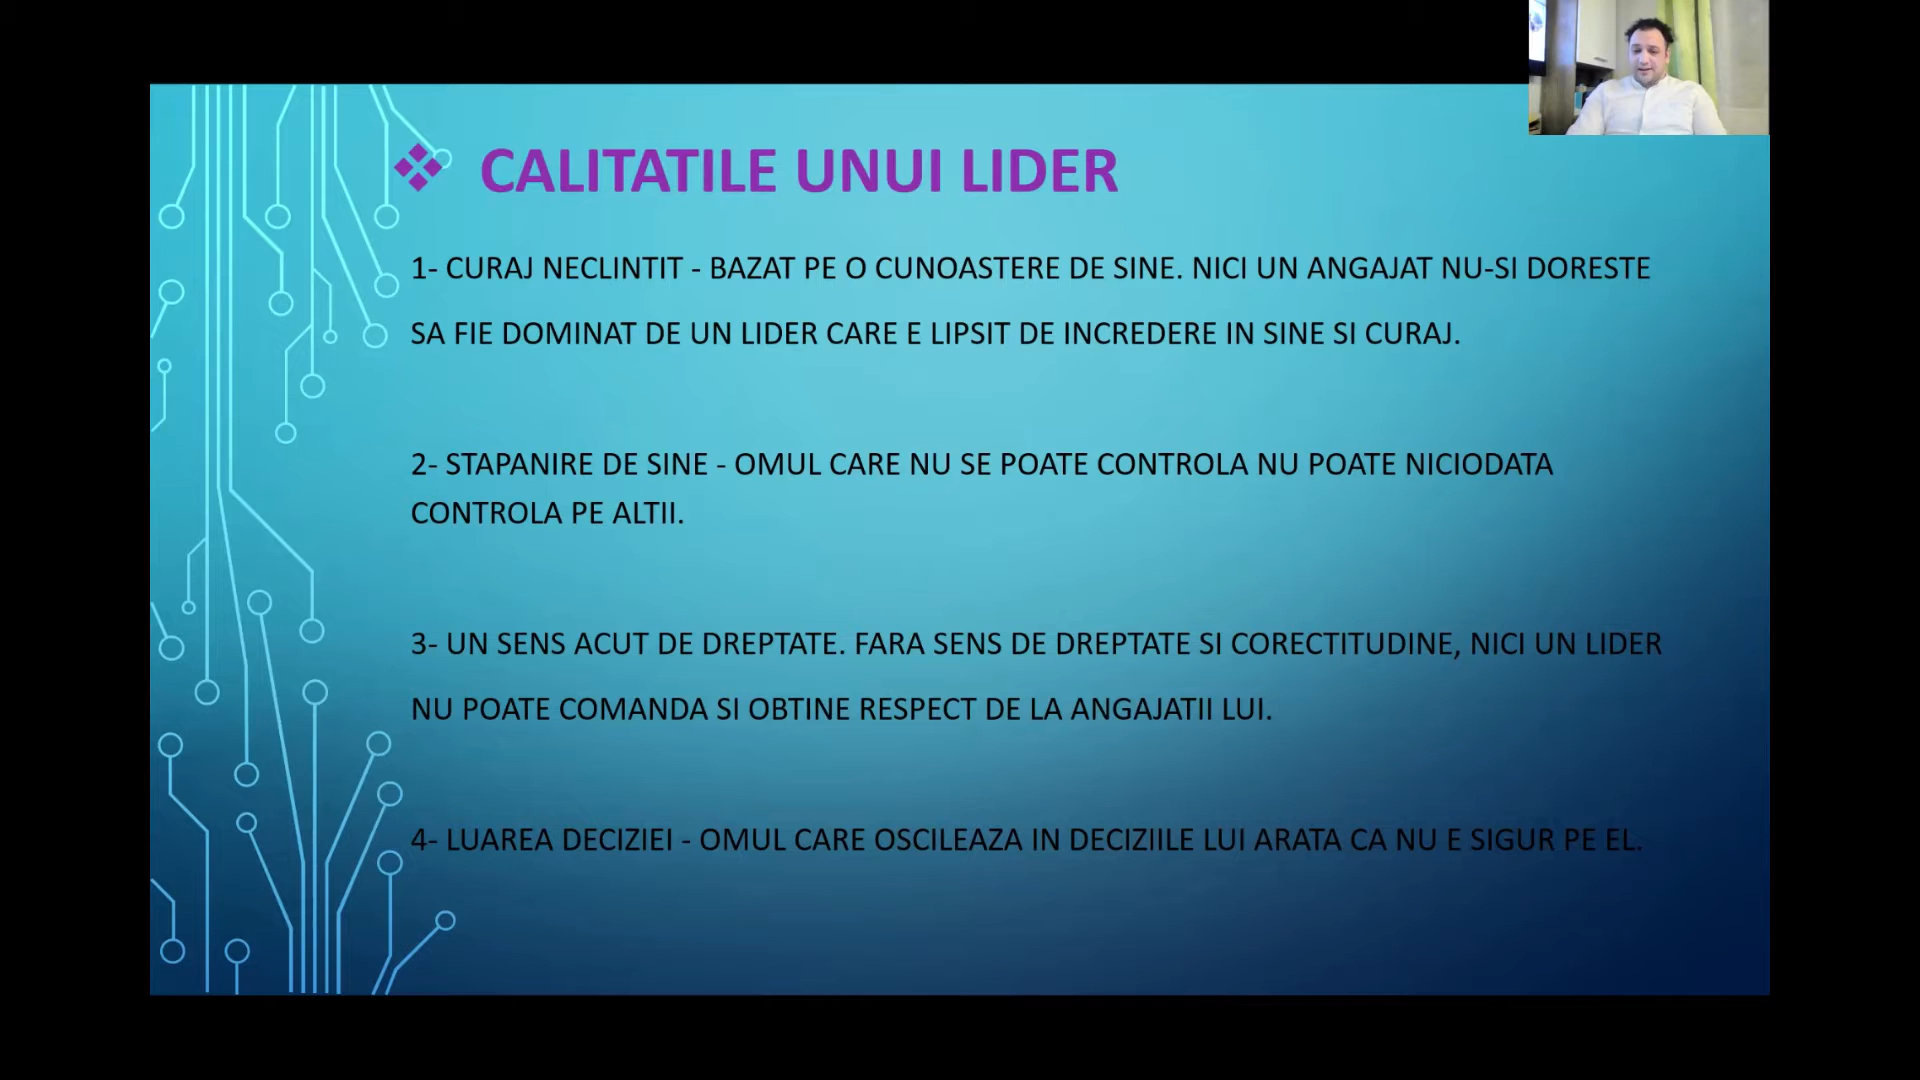 CALITATILE UNUI LIDER
1- CURAJ NECLINTIT - BAZAT PE O CUNOASTERE DE SINE. NICI UN ANGAJAT NU-SI DORESTE
SA FIE DOMINAT DE UN LIDER CARE E LIPSIT DE INCREDERE IN SINE SI CURAJ.
2- STAPANIRE DE SINE - OMUL CARE NU SE POATE CONTROLA NU POATE NICIODATA
CONTROLA PE ALTII.
3- UN SENS ACUT DE DREPTATE. FARA SENS DE DREPTATE SI CORECTITUDINE, NICI UN LIDER
NU POATE COMANDA SI OBTINE RESPECT DE LA ANGAJATII LUI.
4- LUAREA DECIZIEI - OMUL CARE OSCILEAZA IN DECIZIILE LUI ARATA CA NU E SIGUR PE EL.